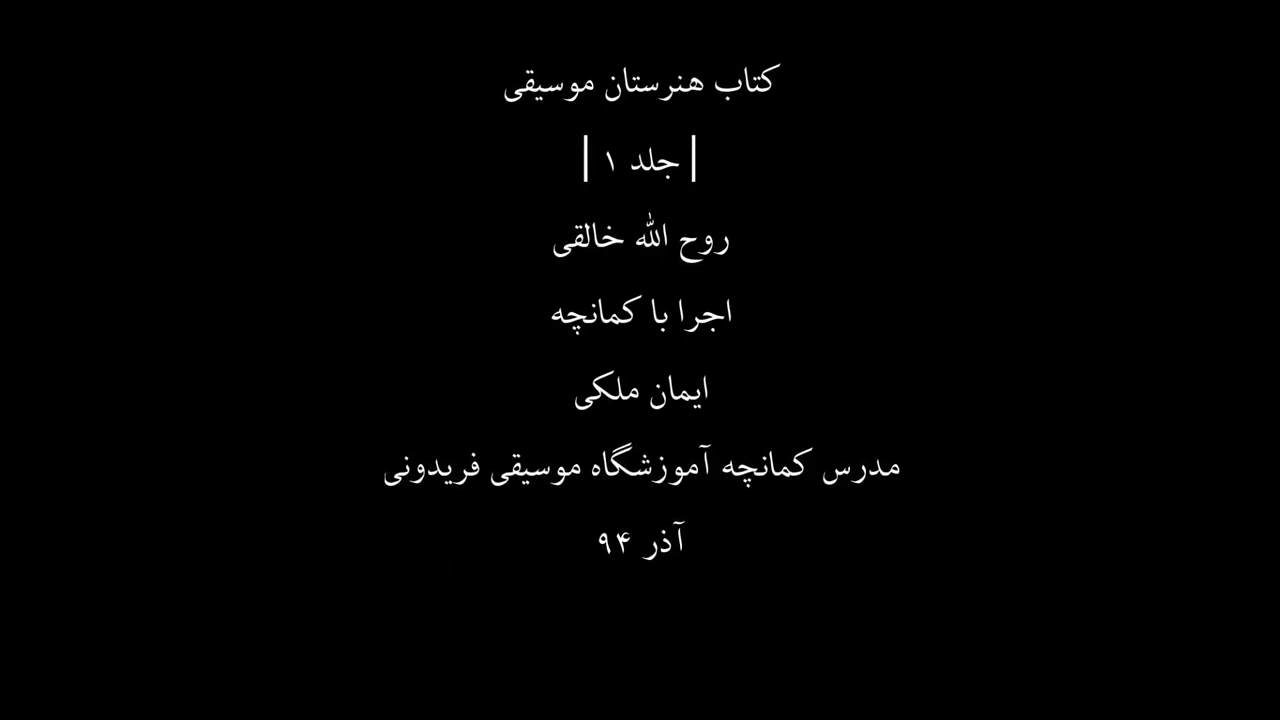 کتاب هنرستان موسیقی
| جلد ۱ |
روح الله خالقی
اجرا با کمانچه
ایمان ملکی
مدرس کمانچه آموزشگاه موسیقی فریدونی
آذر ۹۴